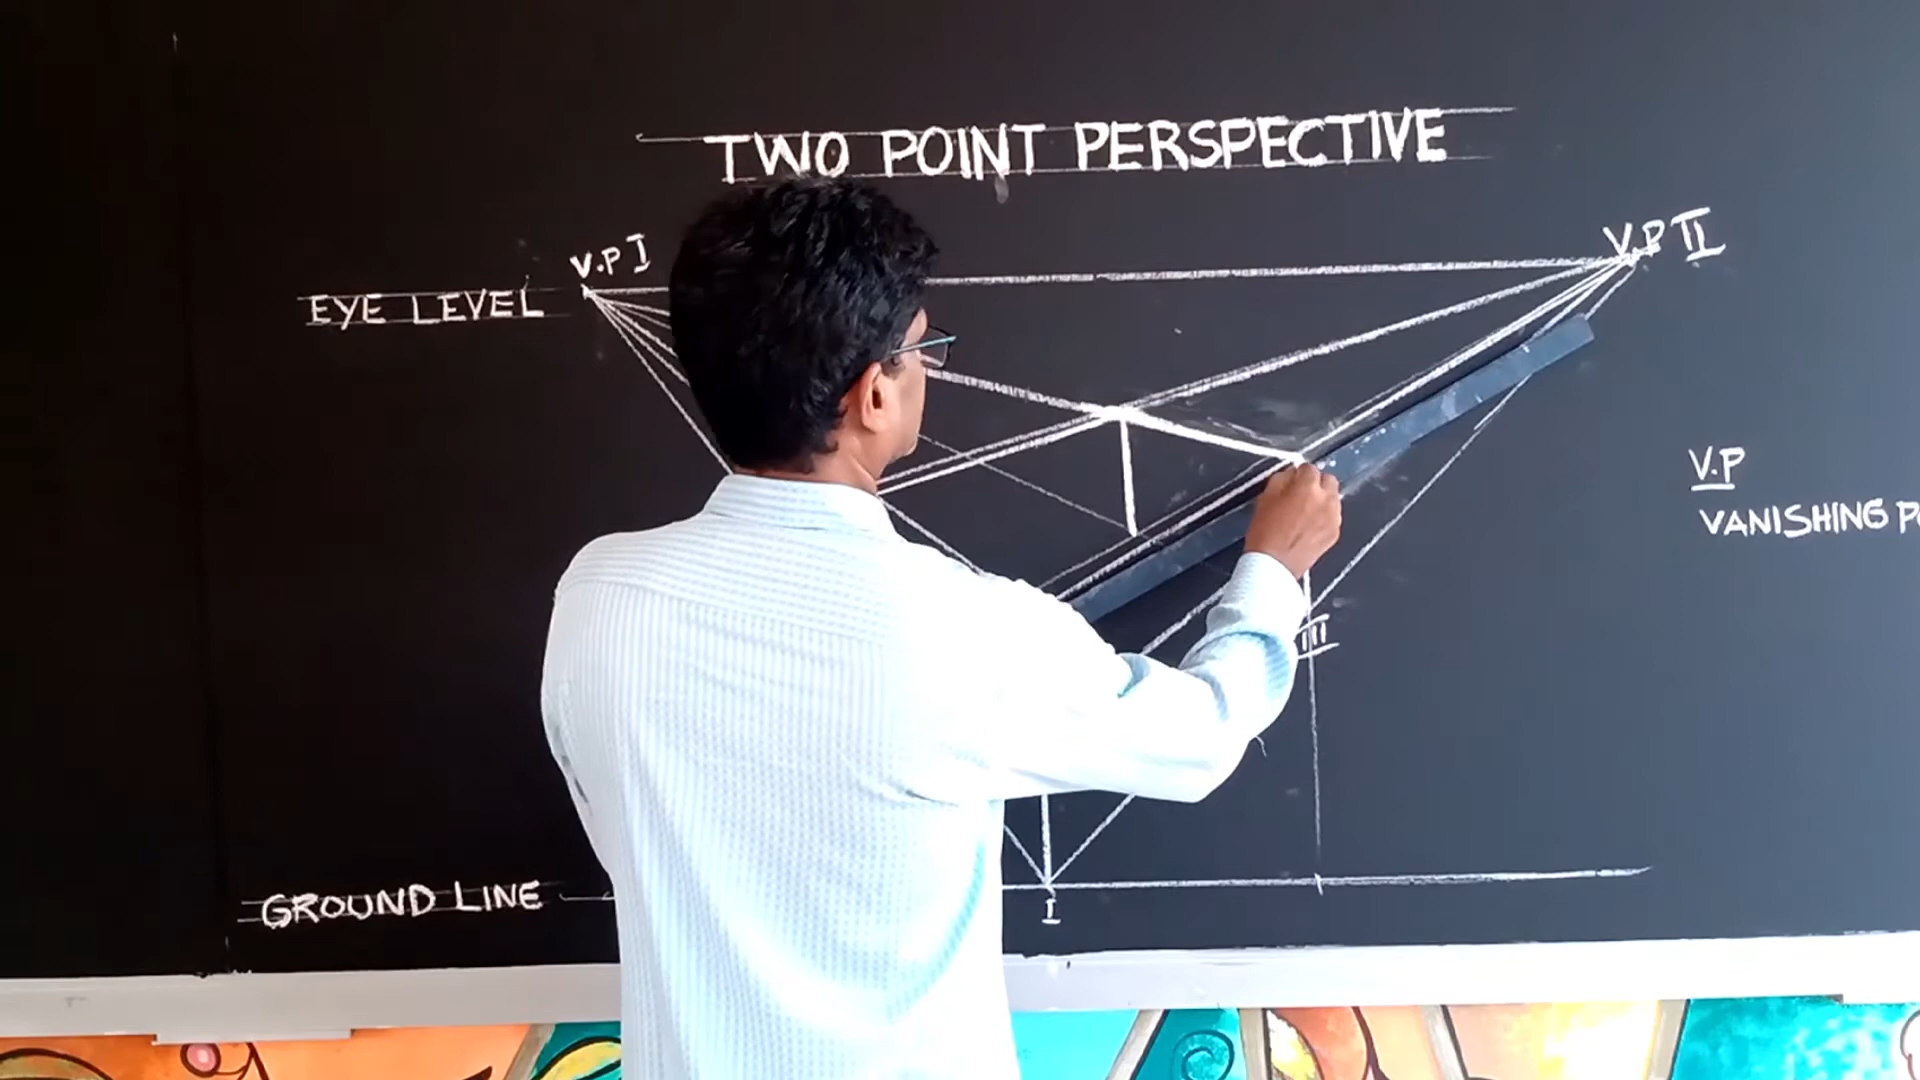 TWO POINT PERSPECTIVE
V.P I
V.P II
EYE LEVEL
V.P
VANISHING
III
GROUND LINE
I